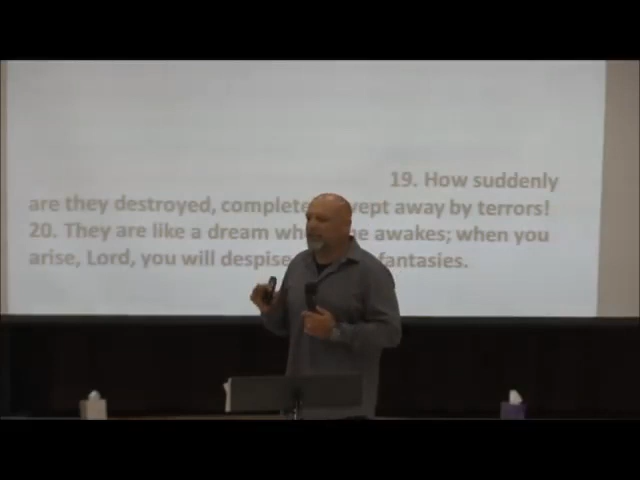 19. How suddenly
are they destroyed, complete vept away by terrors!
20. They are like a dream wh e awakes; when you
arise, Lord, you will despise fantasies.